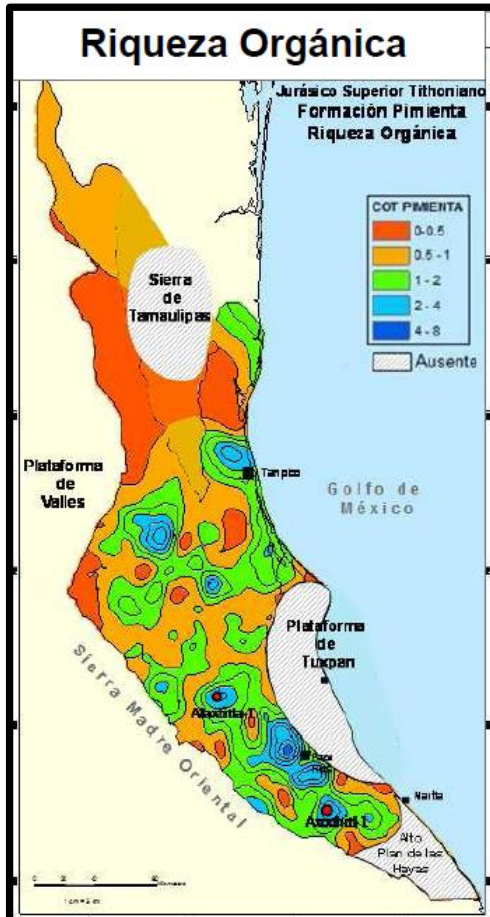 Riqueza Orgánica
Jurásico Superior Tithoniano
Formación Pimienta
Riqueza Orgánica
COT PIMIENTA
0-0.5
0.5 - 1
1 - 2
2 - 4
4 - 8
Ausente
Sierra
de
Tamaulipas
Plataforma
de
Valles
Tampico
Golfo de
México
Plataforma
de
Tuxpan
Sierra Madre Oriental
Nautla
Alto
Plan de las
Hayas